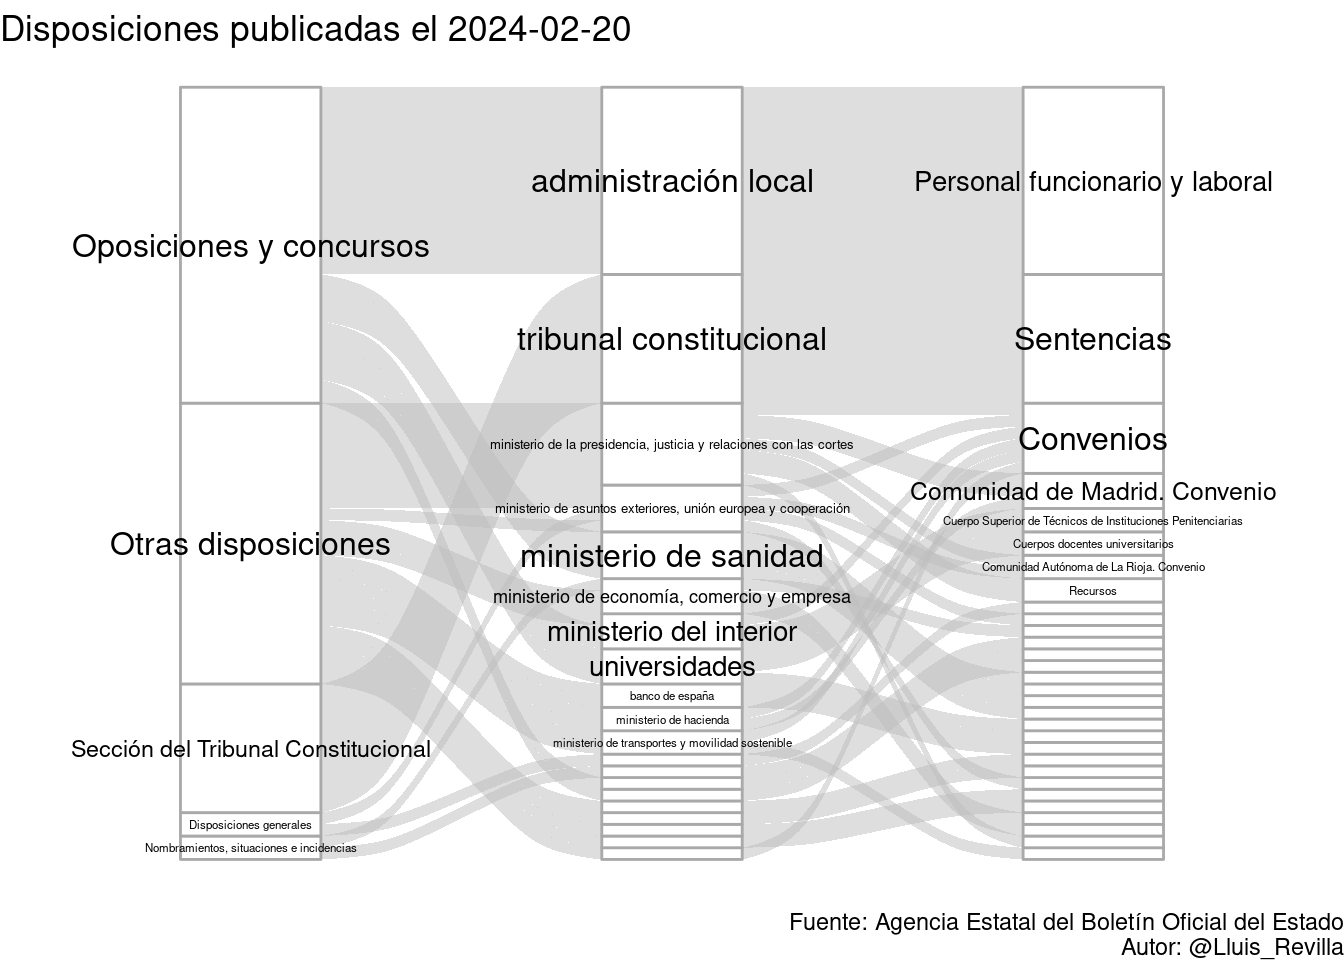 Disposiciones publicadas el 2024-02-20
Oposiciones y concursos
Otras disposiciones
Sección del Tribunal Constitucional
Disposiciones generales
Nombramientos, situaciones e incidencias
administración local
tribunal constitucional
ministerio de la presidencia, justicia y relaciones con las cortes
ministerio de asuntos exteriores, unión europea y cooperación
ministerio de sanidad
ministerio de economía, comercio y empresa
ministerio del interior
universidades
banco de españa
ministerio de hacienda
ministerio de transportes y movilidad sostenible
Personal funcionario y laboral
Sentencias
Convenios
Comunidad de Madrid. Convenio
Cuerpo Superior de Técnicos de Instituciones Penitenciarias
Cuerpos docentes universitarios
Comunidad Autónoma de La Rioja. Convenio
Recursos
Fuente: Agencia Estatal del Boletín Oficial del Estado
Autor: @Lluis_Revilla